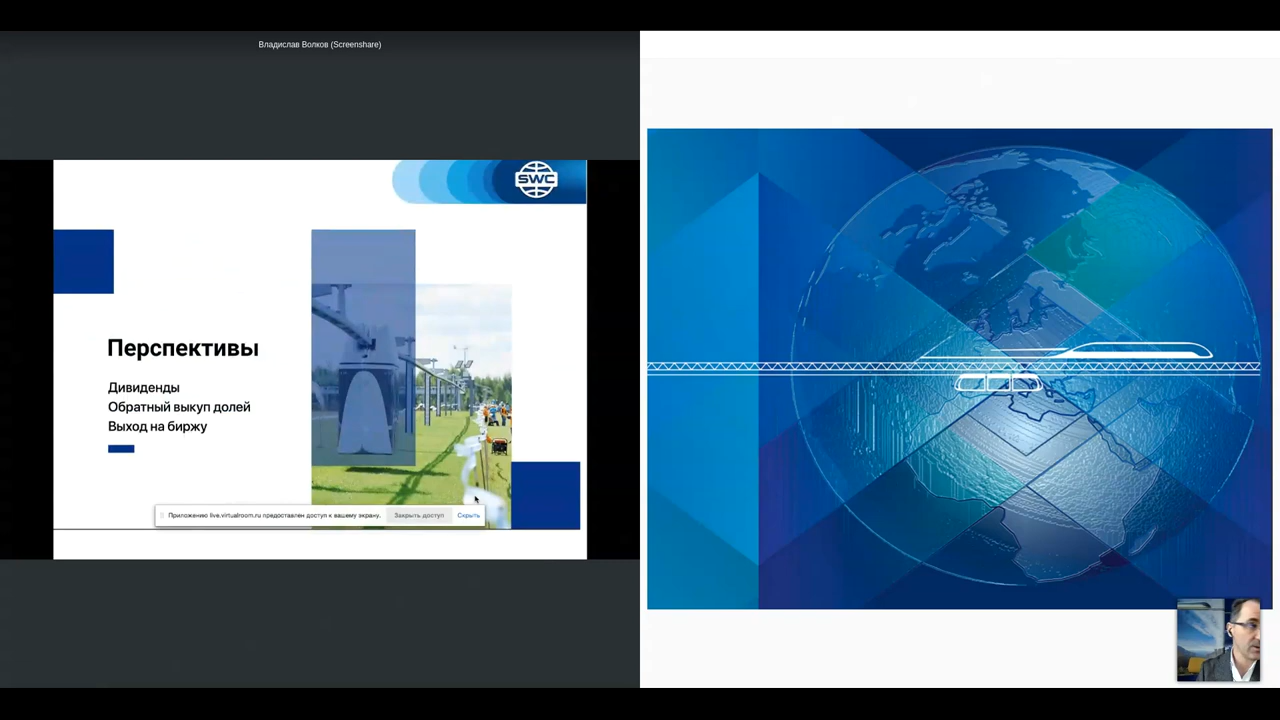 Владислав Волков (Screenshare)
SWC
Перспективы
Дивиденды
Обратный выкуп долей
Выход на биржу
Приложению live.virtualroom.ru предоставлен доступ к вашему экрану.
Закрыть доступ
Скрыть